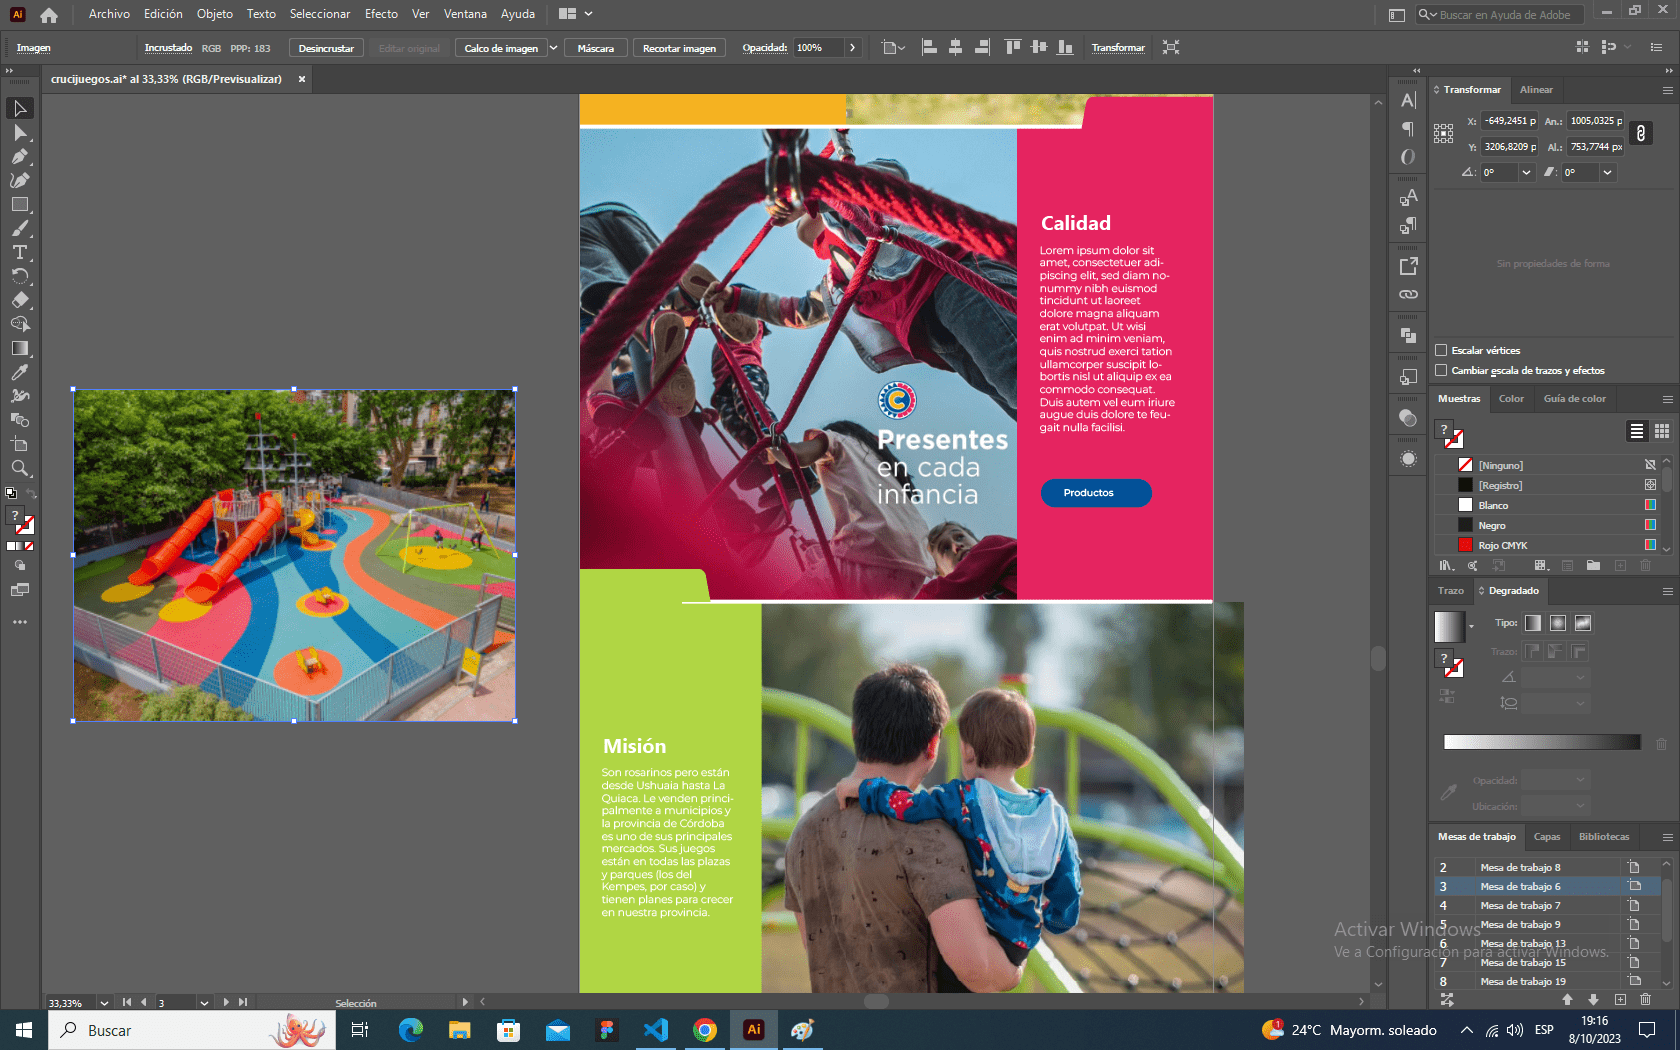 Ai
Archivo Edición Objeto Texto Seleccionar Efecto Ver Ventana Ayuda
Buscar en Ayuda de Adobe
Imagen
Incrustado RGB PPP: 183 Desincrustar Editar original Calco de imagen Máscara Recortar imagen Opacidad: 100% Transformar
crucijuegos.ai* al 33,33% (RGB/Previsualizar)
Transformar Alinear
X: -649,2451 p An.: 1005,0325 p
Y: 3206,8209 p Al.: 753,7744 px
0° 0°
Sin propiedades de forma
Escalar vértices
Cambiar escala de trazos y efectos
Muestras Color Guía de color
[Ninguno]
[Registro]
Blanco
Negro
Rojo CMYK
Trazo Degradado
Tipo:
Trazo:
Opacidad:
Ubicación:
Mesas de trabajo Capas Bibliotecas
2 Mesa de trabajo 8
3 Mesa de trabajo 6
4 Mesa de trabajo 7
5 Mesa de trabajo 9
6 Mesa de trabajo 13
7 Mesa de trabajo 15
8 Mesa de trabajo 19
Activar Windows
Ve a Configuración para activar Windows.
Calidad
Lorem ipsum dolor sit
amet, consectetuer adi-
piscing elit, sed diam no-
nummy nibh euismod
tincidunt ut laoreet
dolore magna aliquam
erat volutpat. Ut wisi
enim ad minim veniam,
quis nostrud exerci tation
ullamcorper suscipit lo-
bortis nisl ut aliquip ex ea
commodo consequat.
Duis autem vel eum iriure
augue duis dolore te feu-
gait nulla facilisi.
Productos
C
Presentes
en cada
infancia
Misión
Son rosarinos pero están
desde Ushuaia hasta La
Quiaca. Le venden princi-
palmente a municipios y
la provincia de Córdoba
es uno de sus principales
mercados. Sus juegos
están en todas las plazas
y parques (los del
Kempes, por caso) y
tienen planes para crecer
en nuestra provincia.
33,33% 3 Selección
Buscar
Ai
1 24°C Mayorm. soleado
ESP
19:16
8/10/2023